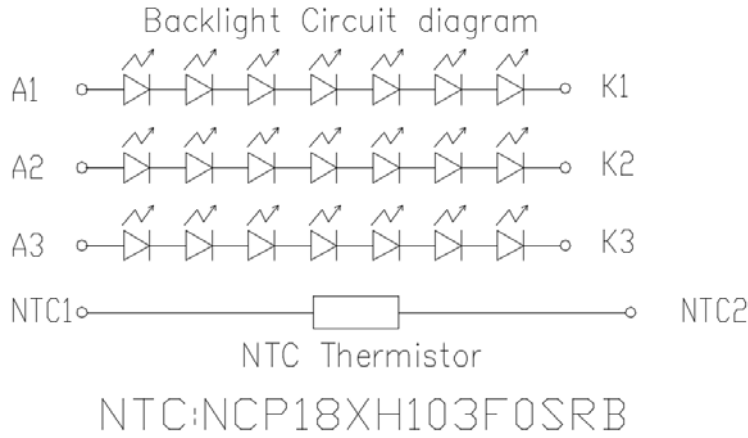 Backlight Circuit diagram
A1 K1
A2 K2
A3 K3
NTC1 NTC2
NTC Thermistor
NTC:NCP18XH103F0SRB